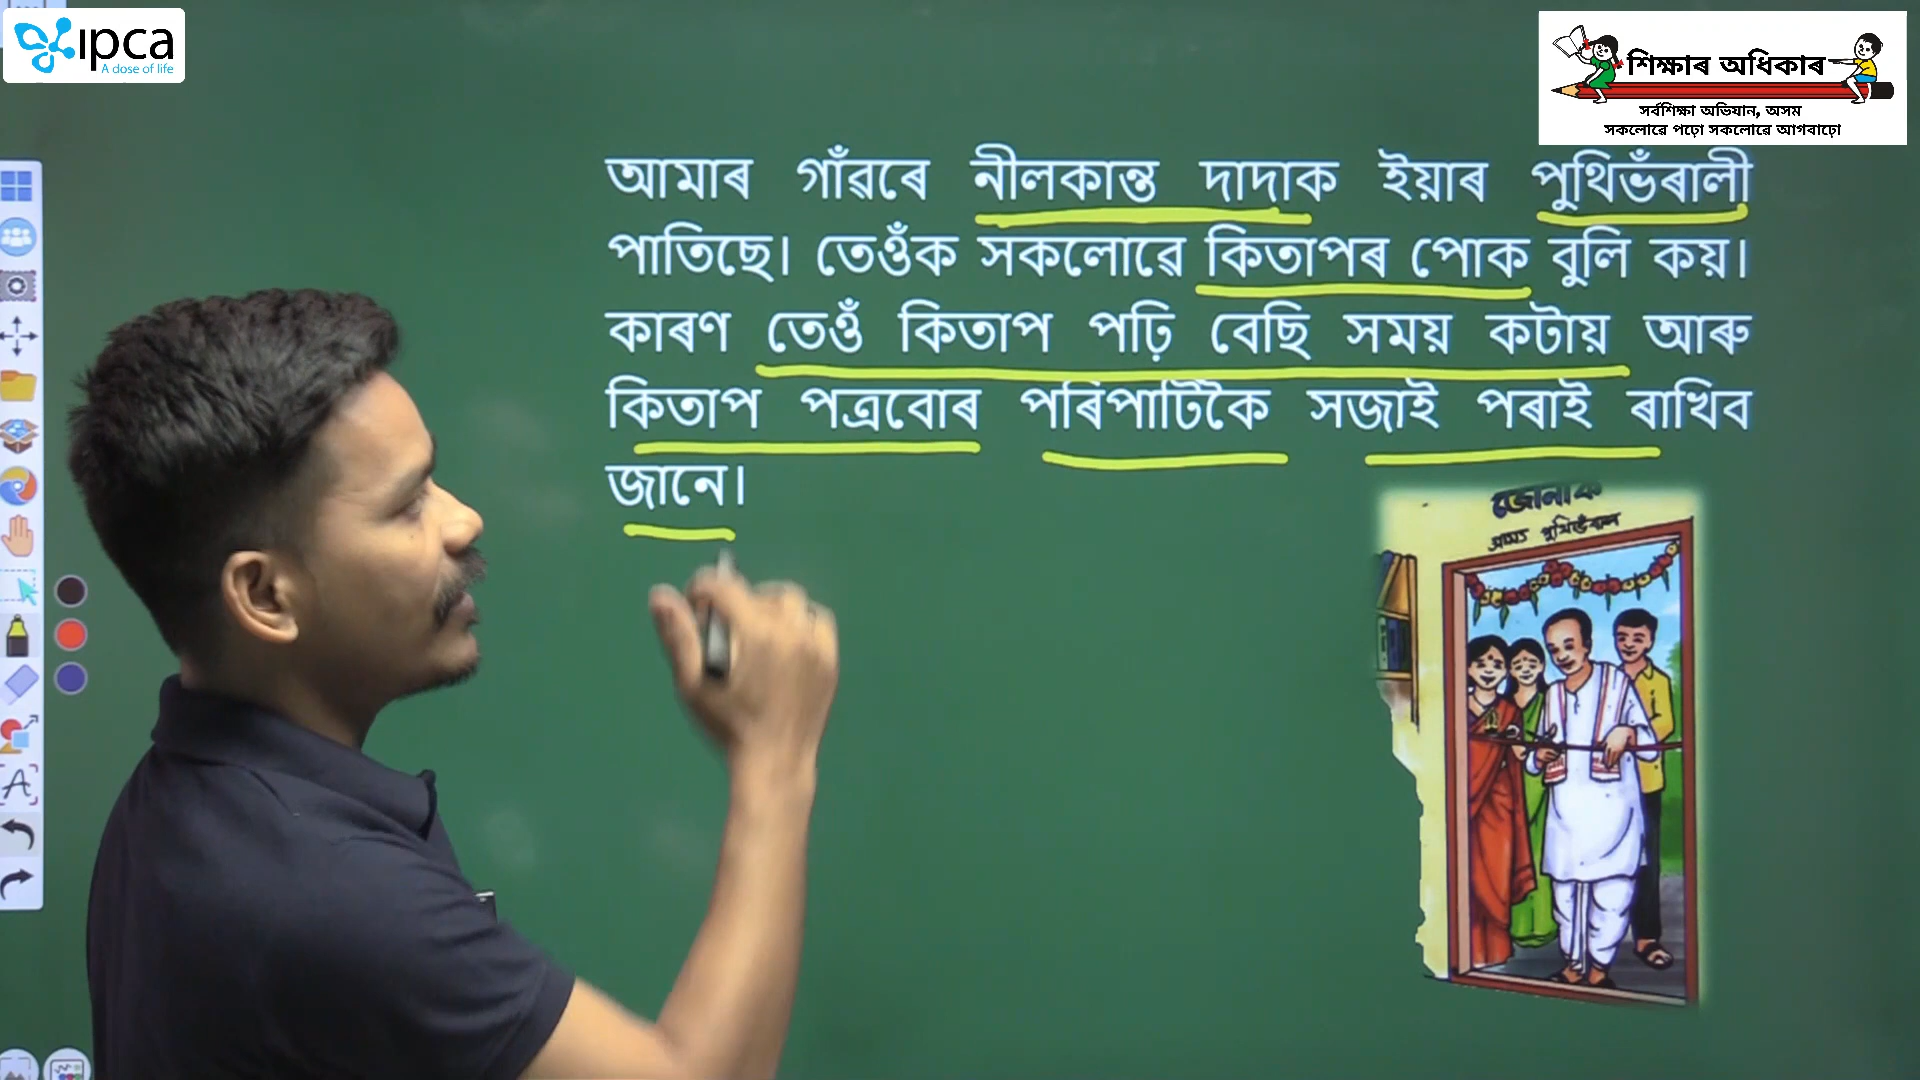 ipca
A dose of life
শিক্ষাৰ অধিকাৰ
সৰ্বশিক্ষা অভিযান, অসম
সকলোৱে পঢ়ো সকলোৱে আগবাঢ়ো
আমাৰ গাঁৱৰে নীলকান্ত দাদাক ইয়াৰ পুথিভঁৰালী
পাতিছে। তেওঁক সকলোৱে কিতাপৰ পোক বুলি কয়।
কাৰণ তেওঁ কিতাপ পঢ়ি বেছি সময় কটায় আৰু
কিতাপ পত্ৰবোৰ পৰিপাটিকৈ সজাই পৰাই ৰাখিব
জানে।
জোনাক
পুথিভঁৰাল